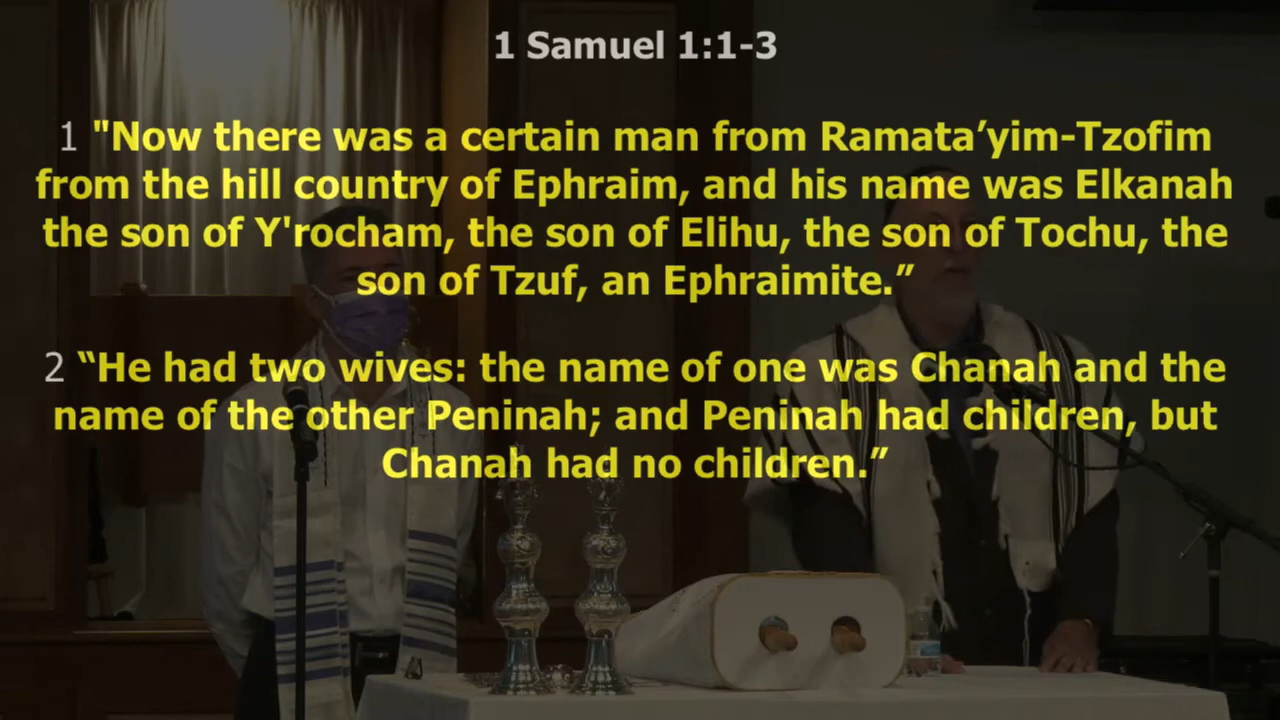 1 Samuel 1:1-3
1 "Now there was a certain man from Ramata’yim-Tzofim
from the hill country of Ephraim, and his name was Elkanah
the son of Y'rocham, the son of Elihu, the son of Tochu, the
son of Tzuf, an Ephraimite.”
2 “He had two wives: the name of one was Chanah and the
name of the other Peninah; and Peninah had children, but
Chanah had no children.”